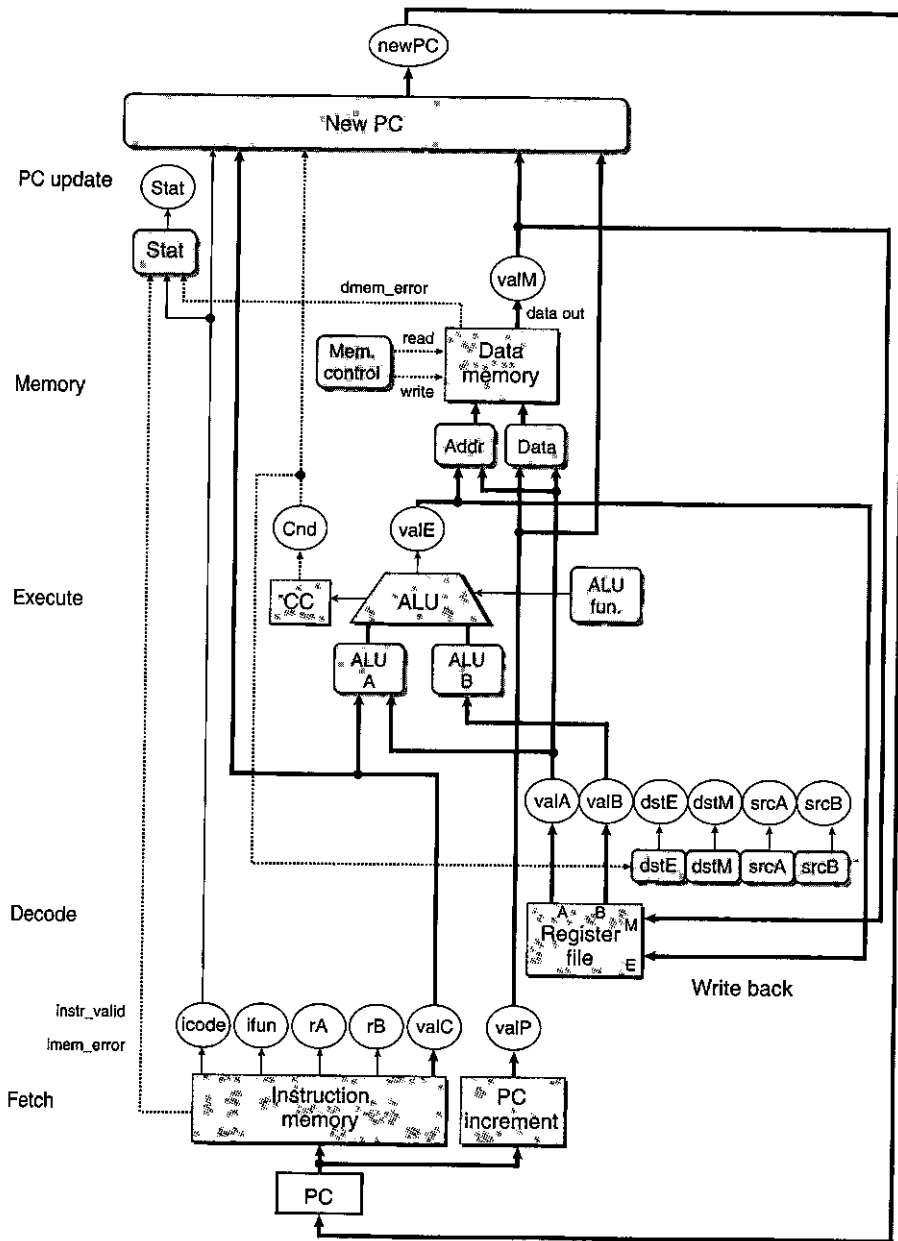 newPC
New PC
PC update
Stat
Stat
valM
dmem_error
data out
read
Mem.
control
Data
memory
Memory
write
Addr
Data
Cnd
valE
Execute
CC
ALU
ALU
fun.
ALU
A
ALU
B
valA
valB
dstE
dstM
srcA
srcB
dstE
dstM
srcA
srcB
Decode
A
B
M
Register
file
E
Write back
instr_valid
imem_error
icode
ifun
rA
rB
valC
valP
Fetch
Instruction
memory
PC
increment
PC